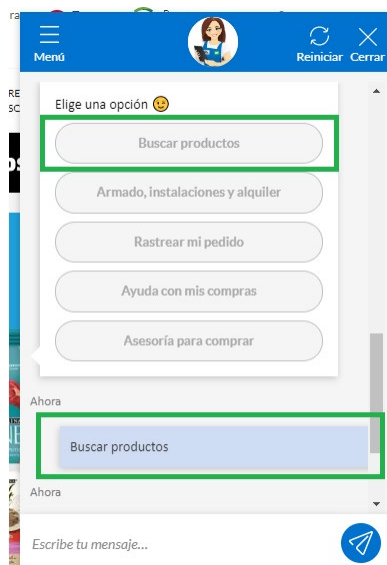 Menú
Reiniciar Cerrar
Elige una opción
Buscar productos
Armado, instalaciones y alquiler
Rastrear mi pedido
Ayuda con mis compras
Asesoría para comprar
Ahora
Buscar productos
Ahora
Escribe tu mensaje...